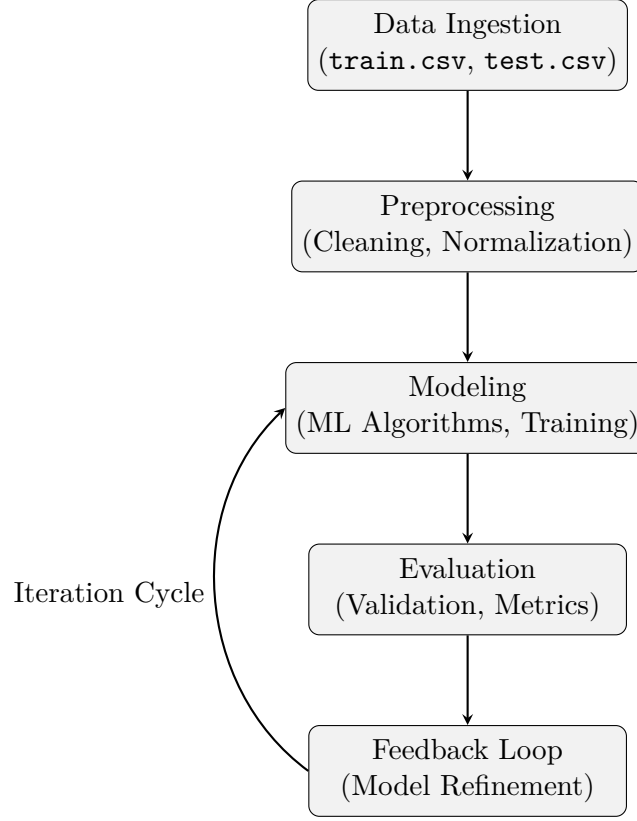 Data Ingestion
(train.csv, test.csv)
Preprocessing
(Cleaning, Normalization)
Modeling
(ML Algorithms, Training)
Iteration Cycle
Evaluation
(Validation, Metrics)
Feedback Loop
(Model Refinement)